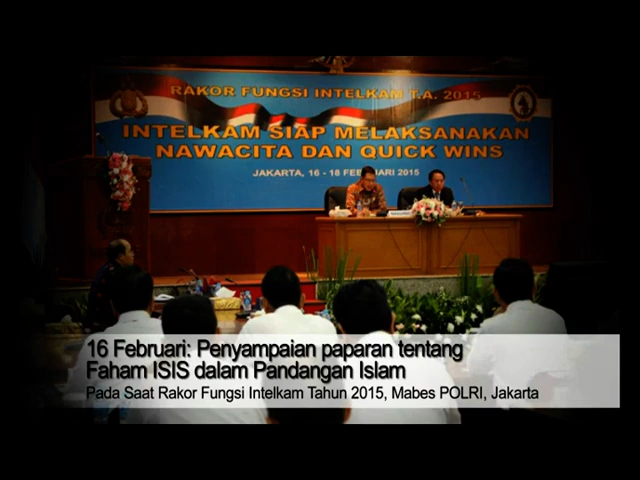 RAKOR FUNGSI INTELKAM T.A. 2015
INTELKAM SIAP MELAKSANAKAN
NAWACITA DAN QUICK WINS
JAKARTA, 16 - 18 FEBRUARI 2015
16 Februari: Penyampaian paparan tentang
Faham ISIS dalam Pandangan Islam
Pada Saat Rakor Fungsi Intelkam Tahun 2015, Mabes POLRI, Jakarta